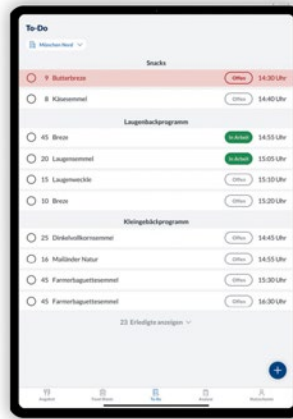 To-Do
München Nord
Snacks
9 Butterbreze Offen 14:30 Uhr
8 Käsesemmel Offen 14:40 Uhr
Laugenbackprogramm
45 Breze In Arbeit 14:55 Uhr
20 Laugensemmel In Arbeit 15:05 Uhr
15 Laugenweckle Offen 15:10 Uhr
10 Breze Offen 15:20 Uhr
Kleingebäckprogramm
25 Dinkelvollkornsemmel Offen 14:45 Uhr
16 Mailänder Natur Offen 14:55 Uhr
45 Farmerbaguettesemmel Offen 15:30 Uhr
45 Farmerbaguettesemmel Offen 16:30 Uhr
23 Erledigte anzeigen
To-Do